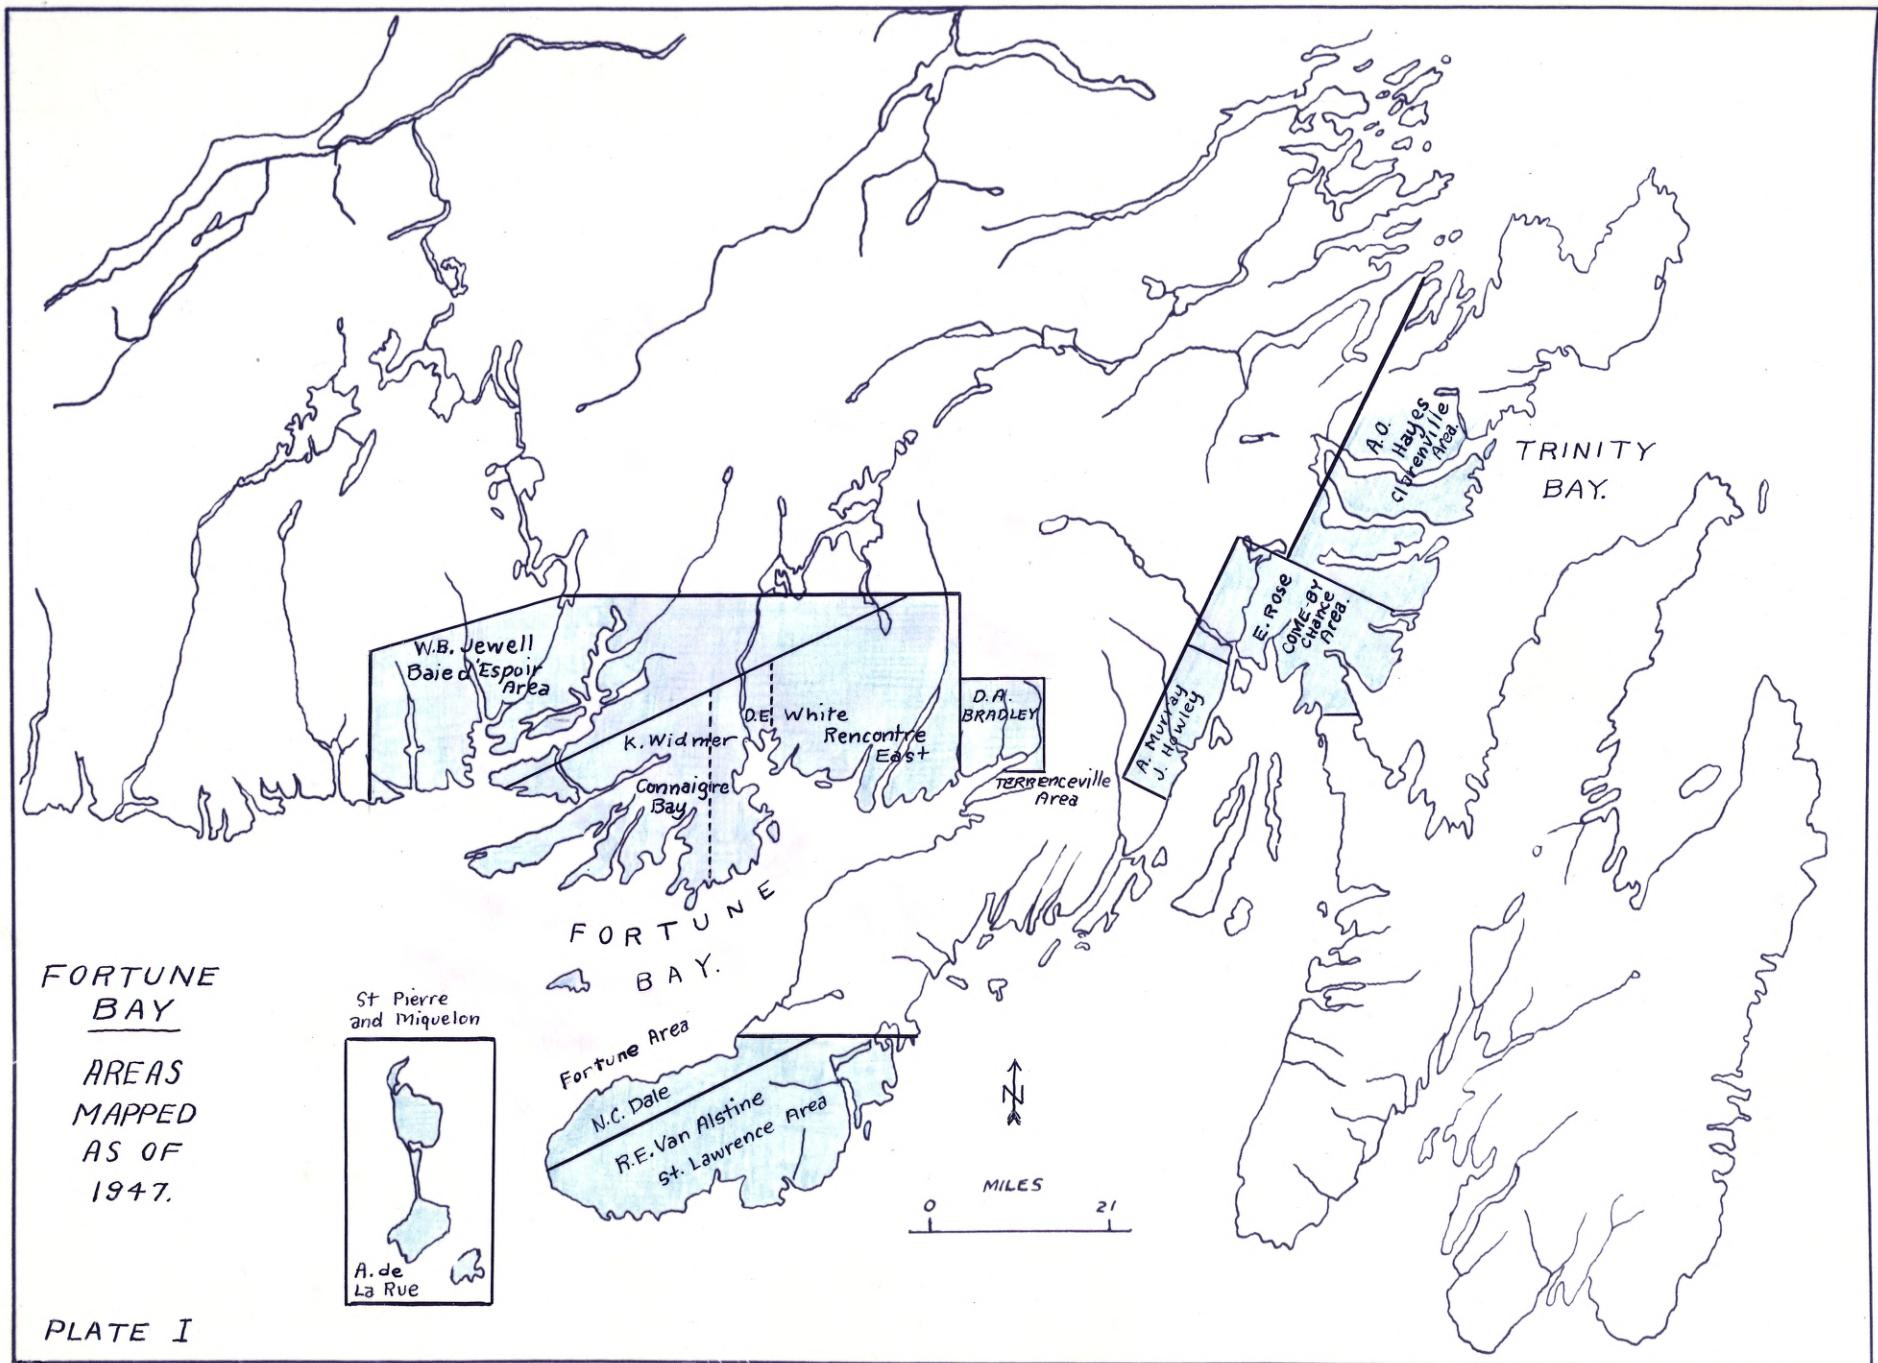 A.O.
Hayes
Clarenville
Area.
TRINITY
BAY.
E. Rose
COME-BY
Chance
Area.
W.B. Jewell
Baie d'Espoir
Area
D.A.
BRADLEY
A. Murray
J. Howley
D.E. White
Rencontre
East
K. Widmer
Connaigre
Bay
TERRENCEVILLE
Area
FORTUNE
BAY.
FORTUNE
BAY
AREAS
MAPPED
AS OF
1947.
St Pierre
and Miquelon
A. de
La Rue
Fortune Area
N.C. Dale
R.E. Van Alstine
St. Lawrence Area
N
MILES
0 21
PLATE I